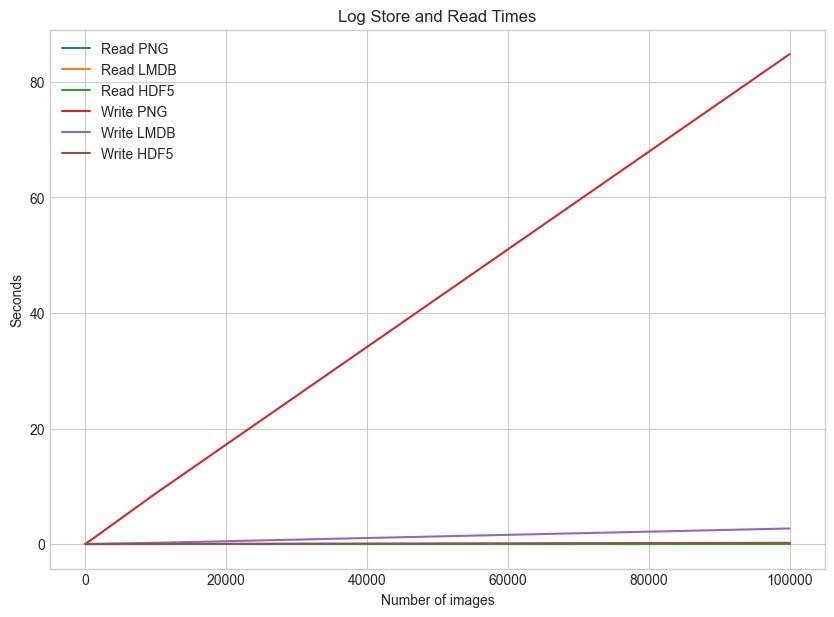 Log Store and Read Times
Read PNG
Read LMDB
Read HDF5
Write PNG
Write LMDB
Write HDF5
80
60
40
20
0
Seconds
0 20000 40000 60000 80000 100000
Number of images